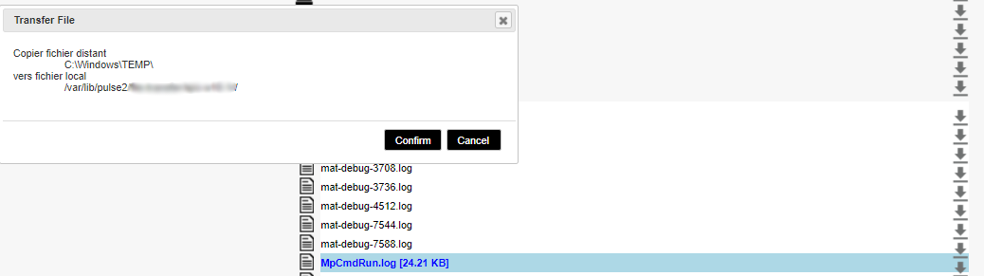 Transfer File
Copier fichier distant
C:\Windows\TEMP\
vers fichier local
/var/lib/pulse2/
Confirm
Cancel
mat-debug-3708.log
mat-debug-3736.log
mat-debug-4512.log
mat-debug-7544.log
mat-debug-7588.log
MpCmdRun.log [24.21 KB]